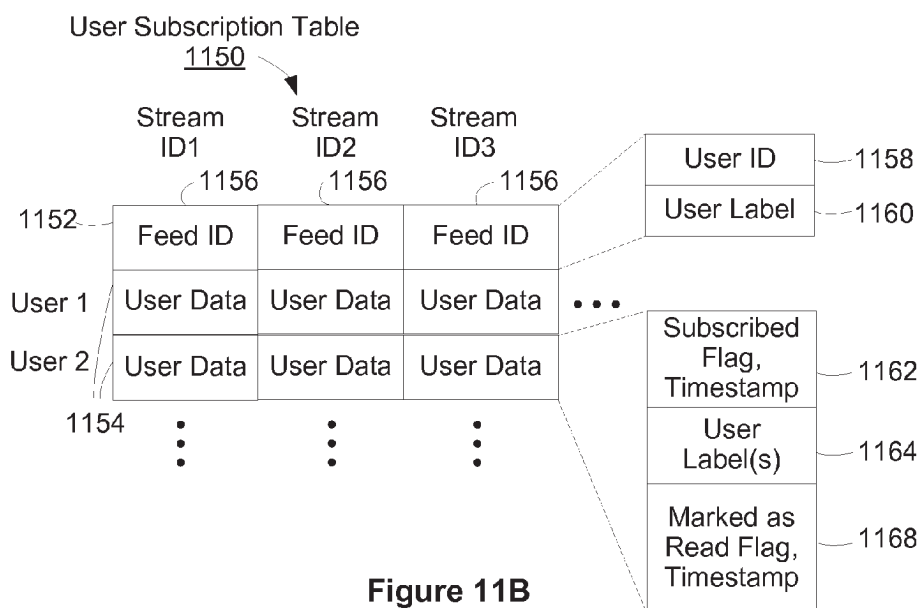 User Subscription Table
1150
Stream
ID1
Stream
ID2
Stream
ID3
1156
1156
1156
1152
Feed ID
Feed ID
Feed ID
User 1
User Data
User Data
User Data
User 2
User Data
User Data
User Data
1154
User ID
1158
User Label
1160
Subscribed
Flag,
Timestamp
1162
User
Label(s)
1164
Marked as
Read Flag,
Timestamp
1168
Figure 11B